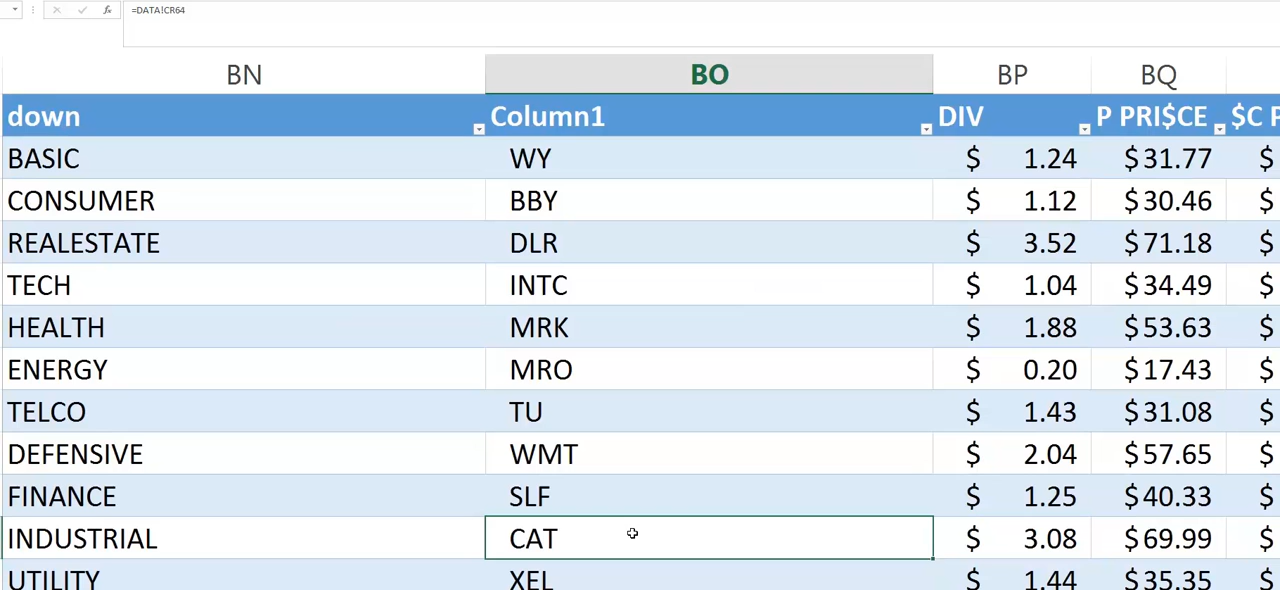 =DATA!CR64
BN BO BP BQ
down Column1 DIV P PRI$CE $C P
BASIC WY $ 1.24 $31.77 $
CONSUMER BBY $ 1.12 $30.46 $
REALESTATE DLR $ 3.52 $71.18 $
TECH INTC $ 1.04 $34.49 $
HEALTH MRK $ 1.88 $53.63 $
ENERGY MRO $ 0.20 $17.43 $
TELCO TU $ 1.43 $31.08 $
DEFENSIVE WMT $ 2.04 $57.65 $
FINANCE SLF $ 1.25 $40.33 $
INDUSTRIAL CAT $ 3.08 $69.99 $
UTILITY XEL $ 1.44 $35.35 $